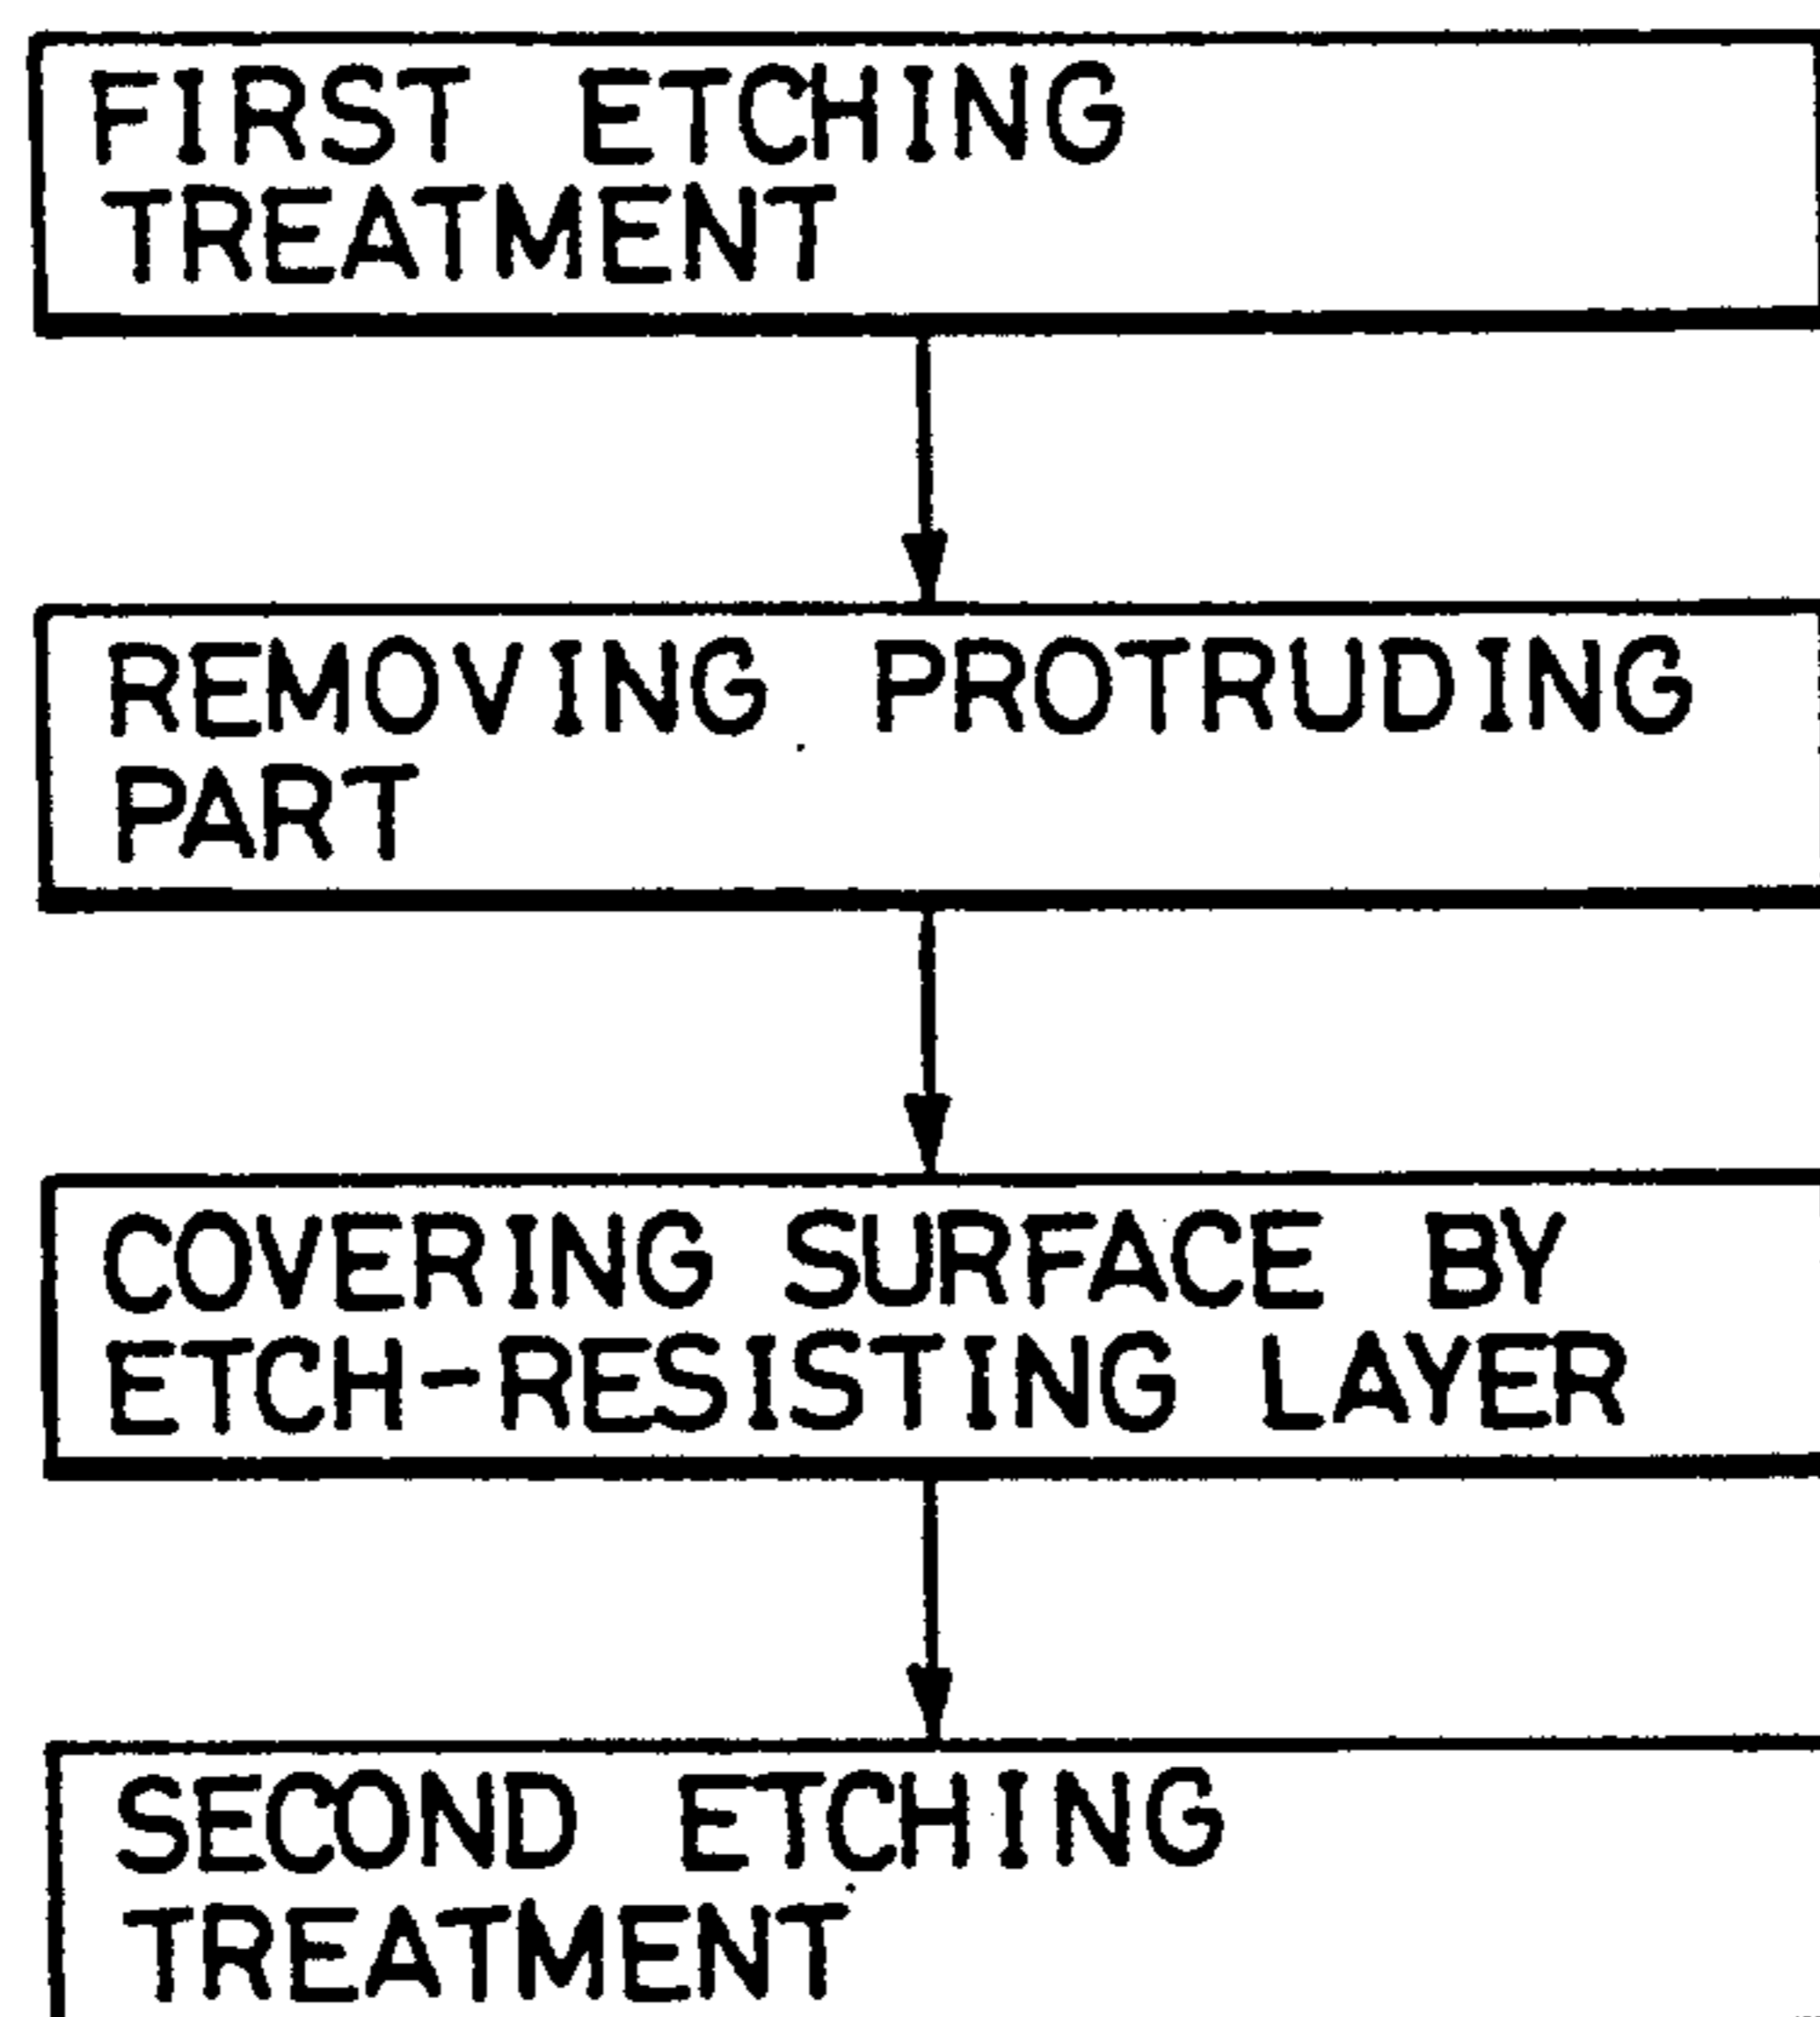 FIRST ETCHING
TREATMENT
REMOVING PROTRUDING
PART
COVERING SURFACE BY
ETCH-RESISTING LAYER
SECOND ETCHING
TREATMENT